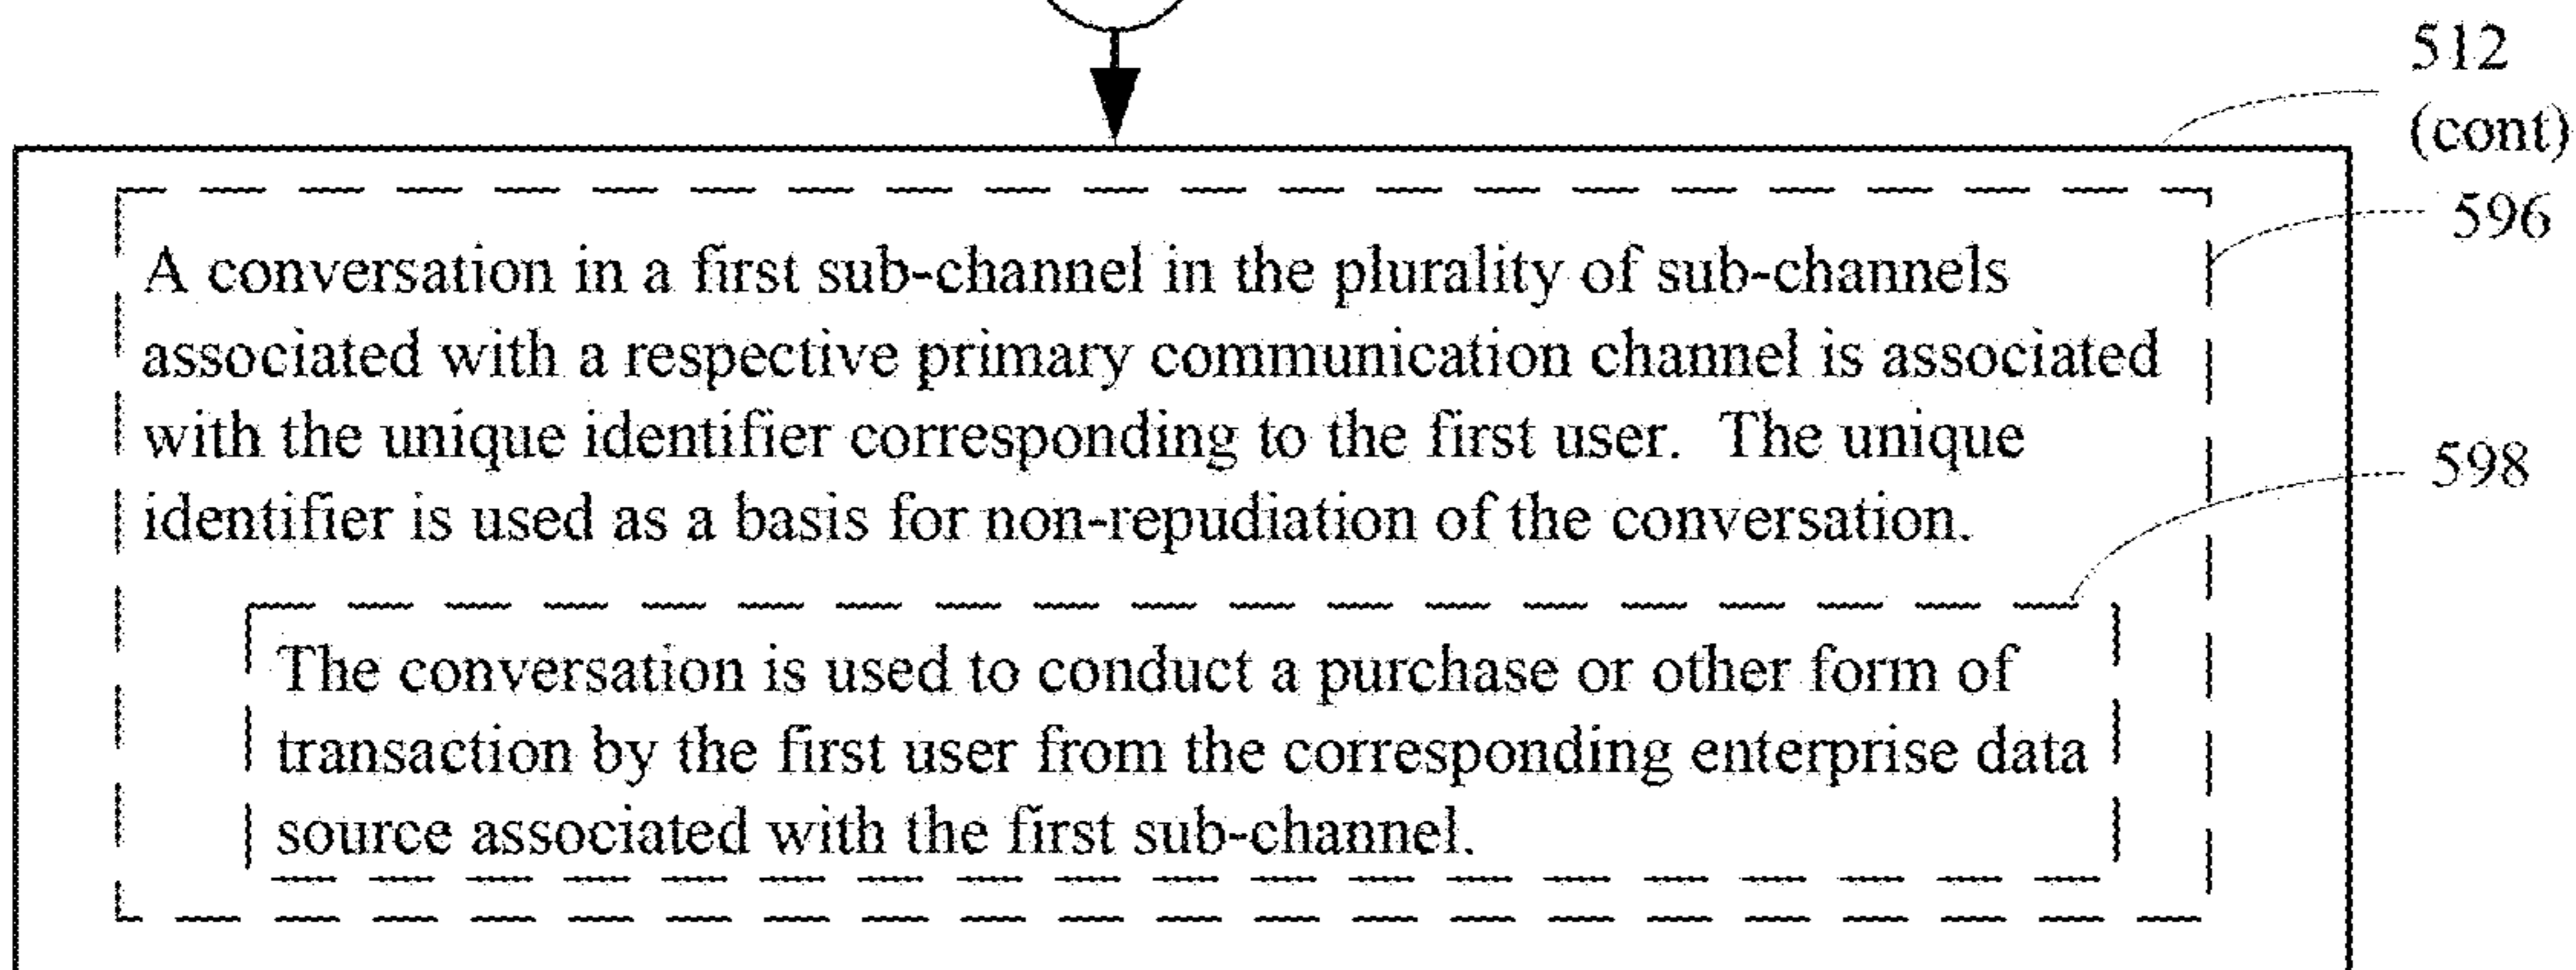 512
(cont)
596
A conversation in a first sub-channel in the plurality of sub-channels
associated with a respective primary communication channel is associated
with the unique identifier corresponding to the first user.  The unique
identifier is used as a basis for non-repudiation of the conversation.
598
The conversation is used to conduct a purchase or other form of
transaction by the first user from the corresponding enterprise data
source associated with the first sub-channel.